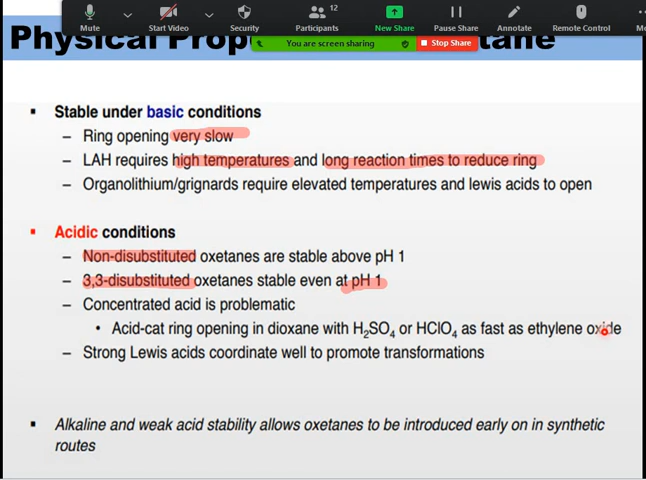 12
Mute
Start Video
Security
Participants
New Share
Pause Share
Annotate
Remote Control
You are screen sharing
Stop Share
Physical
Stable under basic conditions
– Ring opening very slow
– LAH requires high temperatures and long reaction times to reduce ring
– Organolithium/grignards require elevated temperatures and lewis acids to open
Acidic conditions
– Non-disubstituted oxetanes are stable above pH 1
– 3,3-disubstituted oxetanes stable even at pH 1
– Concentrated acid is problematic
• Acid-cat ring opening in dioxane with H₂SO₄ or HClO₄ as fast as ethylene oxide
– Strong Lewis acids coordinate well to promote transformations
Alkaline and weak acid stability allows oxetanes to be introduced early on in synthetic
routes